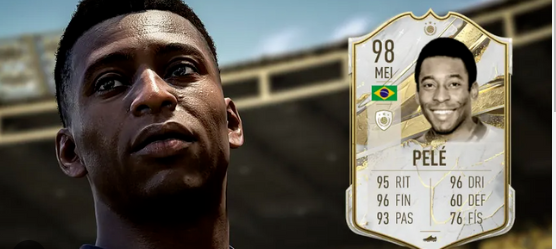 98
MEI
PELÉ
95 RIT 96 DRI
96 FIN 60 DEF
93 PAS 76 FÍS